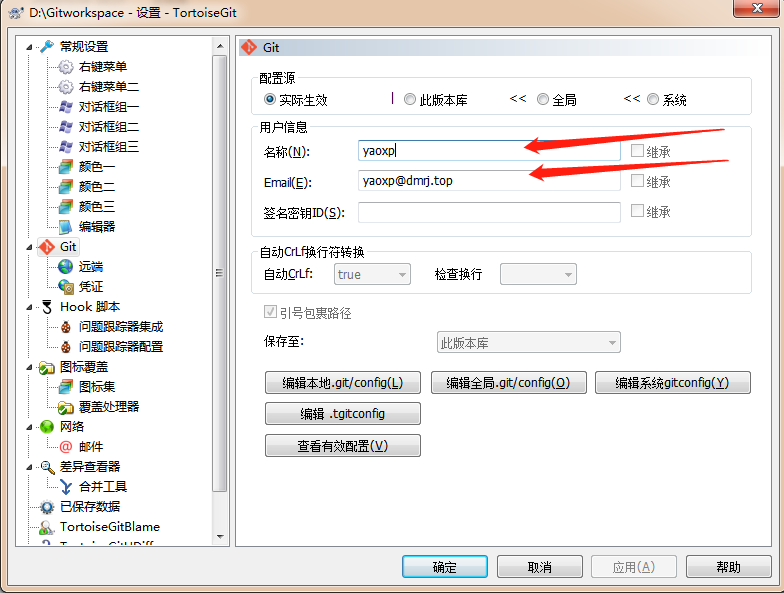 D:\Gitworkspace - 设置 - TortoiseGit
常规设置
右键菜单
右键菜单二
对话框组一
对话框组二
对话框组三
颜色一
颜色二
颜色三
编辑器
Git
远端
凭证
Hook 脚本
问题跟踪器集成
问题跟踪器配置
图标覆盖
图标集
覆盖处理器
网络
邮件
差异查看器
合并工具
已保存数据
TortoiseGitBlame
Git
配置源
实际生效 | 此版本库 << 全局 << 系统
用户信息
名称(N): yaoxp 继承
Email(E): yaoxp@dmrj.top 继承
签名密钥ID(S): 继承
自动CrLf换行符转换
自动CrLf: true 检查换行
引号包裹路径
保存至: 此版本库
编辑本地.git/config(L) 编辑全局.git/config(O) 编辑系统gitconfig(Y)
编辑 .tgitconfig
查看有效配置(V)
确定 取消 应用(A) 帮助